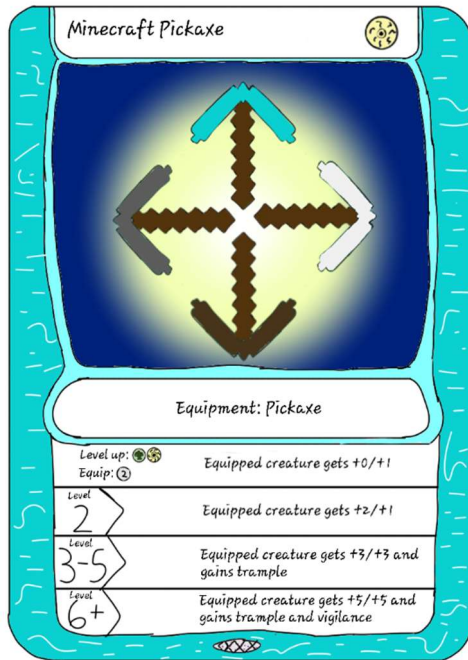 Minecraft Pickaxe
Equipment: Pickaxe
Level up:
Equip: 2
Equipped creature gets +0/+1
Level
2
Equipped creature gets +2/+1
Level
3-5
Equipped creature gets +3/+3 and
gains trample
Level
6+
Equipped creature gets +5/+5 and
gains trample and vigilance